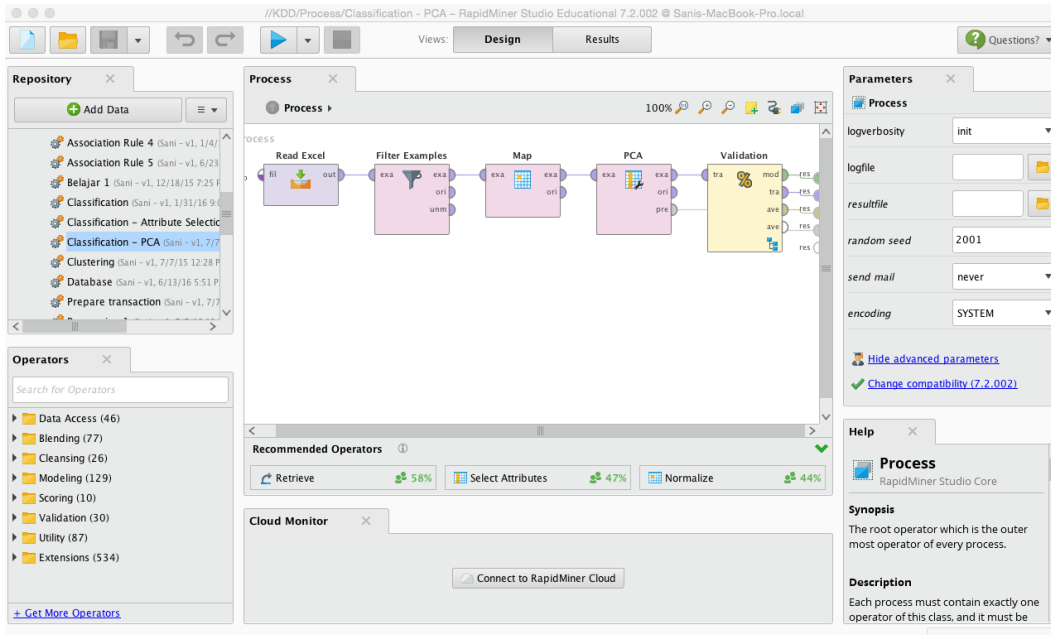 //KDD/Process/Classification - PCA – RapidMiner Studio Educational 7.2.002 @ Sanis-MacBook-Pro.local
Views: Design Results Questions?
Repository
Add Data
Association Rule 4 (Sani – v1, 1/4/
Association Rule 5 (Sani – v1, 6/23
Belajar 1 (Sani – v1, 12/18/15 7:25 P
Classification (Sani – v1, 1/31/16 9:
Classification – Attribute Selectic
Classification – PCA (Sani – v1, 7/7
Clustering (Sani – v1, 7/7/15 12:28 P
Database (Sani – v1, 6/13/16 5:51 P
Prepare transaction (Sani – v1, 7/7
Operators
Search for Operators
Data Access (46)
Blending (77)
Cleansing (26)
Modeling (129)
Scoring (10)
Validation (30)
Utility (87)
Extensions (534)
+ Get More Operators
Process
Process
100%
rocess
Read Excel
fil out
Filter Examples
exa exa
ori
unm
Map
exa exa
ori
PCA
exa exa
ori
pre
Validation
tra mod
tra
ave
ave
res
res
res
res
res
Recommended Operators
Retrieve 58%
Select Attributes 47%
Normalize 44%
Cloud Monitor
Connect to RapidMiner Cloud
Parameters
Process
logverbosity init
logfile
resultfile
random seed 2001
send mail never
encoding SYSTEM
Hide advanced parameters
Change compatibility (7.2.002)
Help
Process
RapidMiner Studio Core
Synopsis
The root operator which is the outer
most operator of every process.
Description
Each process must contain exactly one
operator of this class, and it must be